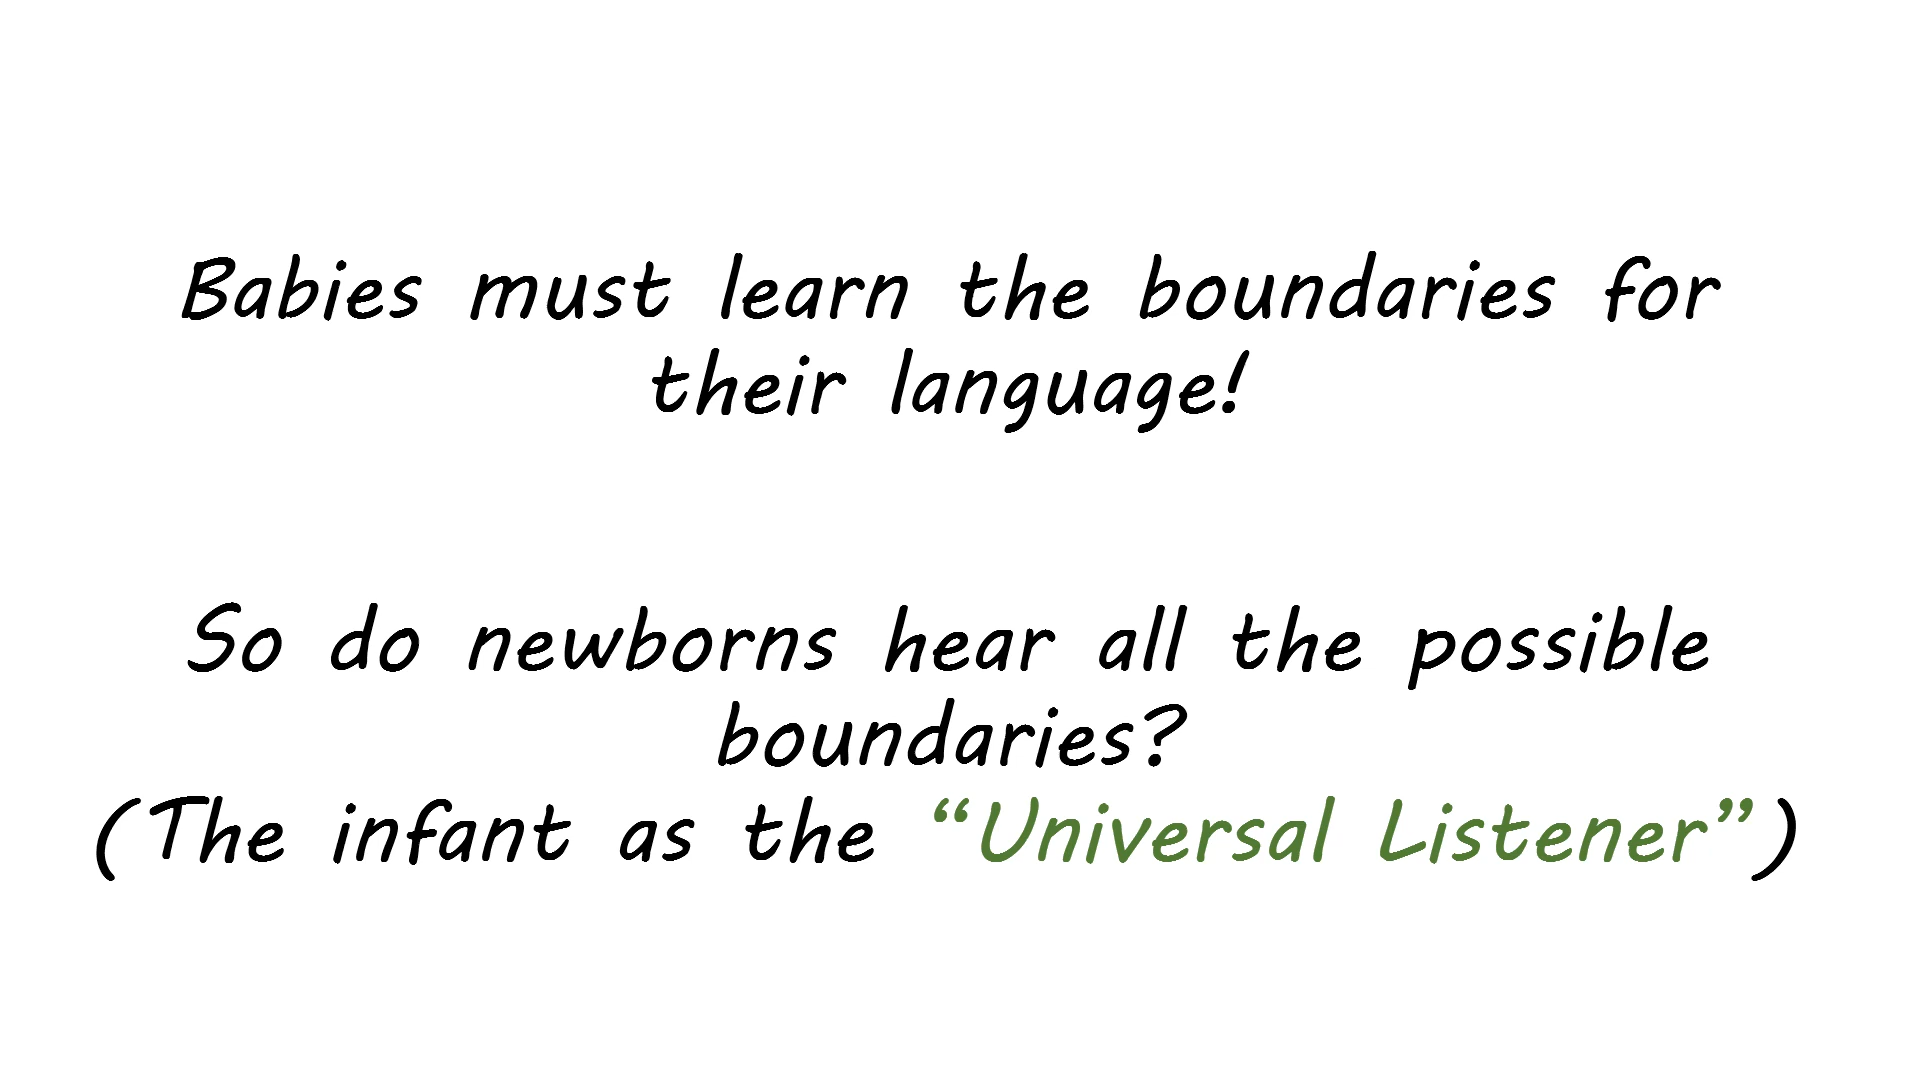 Babies must learn the boundaries for
their language!
So do newborns hear all the possible
boundaries?
(The infant as the “Universal Listener”)